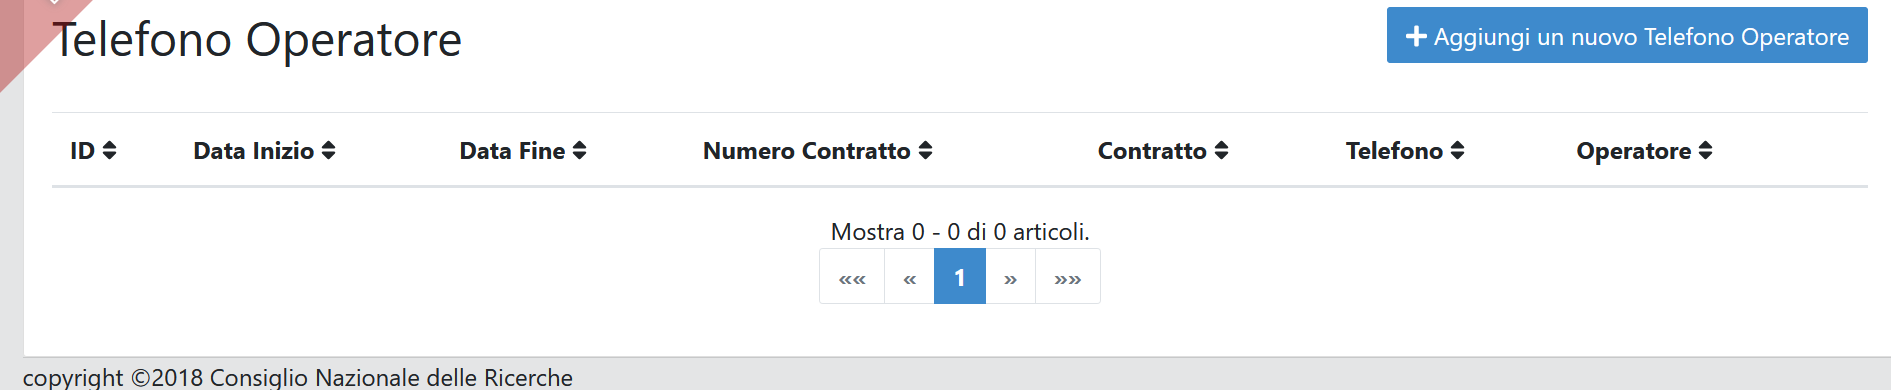 Telefono Operatore
+ Aggiungi un nuovo Telefono Operatore
ID Data Inizio Data Fine Numero Contratto Contratto Telefono Operatore
Mostra 0 - 0 di 0 articoli.
«« « 1 » »»
copyright ©2018 Consiglio Nazionale delle Ricerche